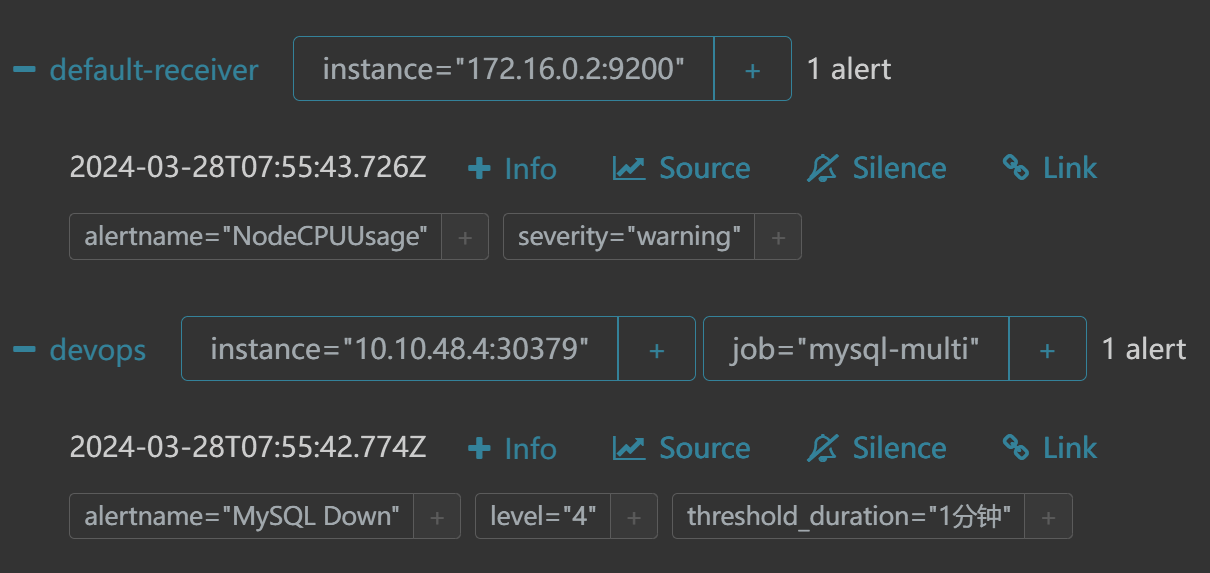 default-receiver instance="172.16.0.2:9200" + 1 alert
2024-03-28T07:55:43.726Z Info Source Silence Link
alertname="NodeCPUUsage" + severity="warning" +
devops instance="10.10.48.4:30379" + job="mysql-multi" + 1 alert
2024-03-28T07:55:42.774Z Info Source Silence Link
alertname="MySQL Down" + level="4" + threshold_duration="1分钟" +